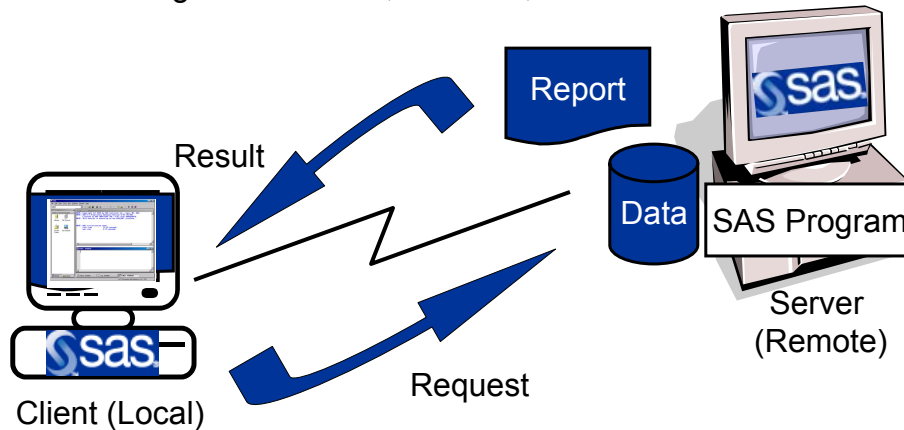 Report
sas.
Result
Data
SAS Program
Server
(Remote)
sas.
Request
Client (Local)